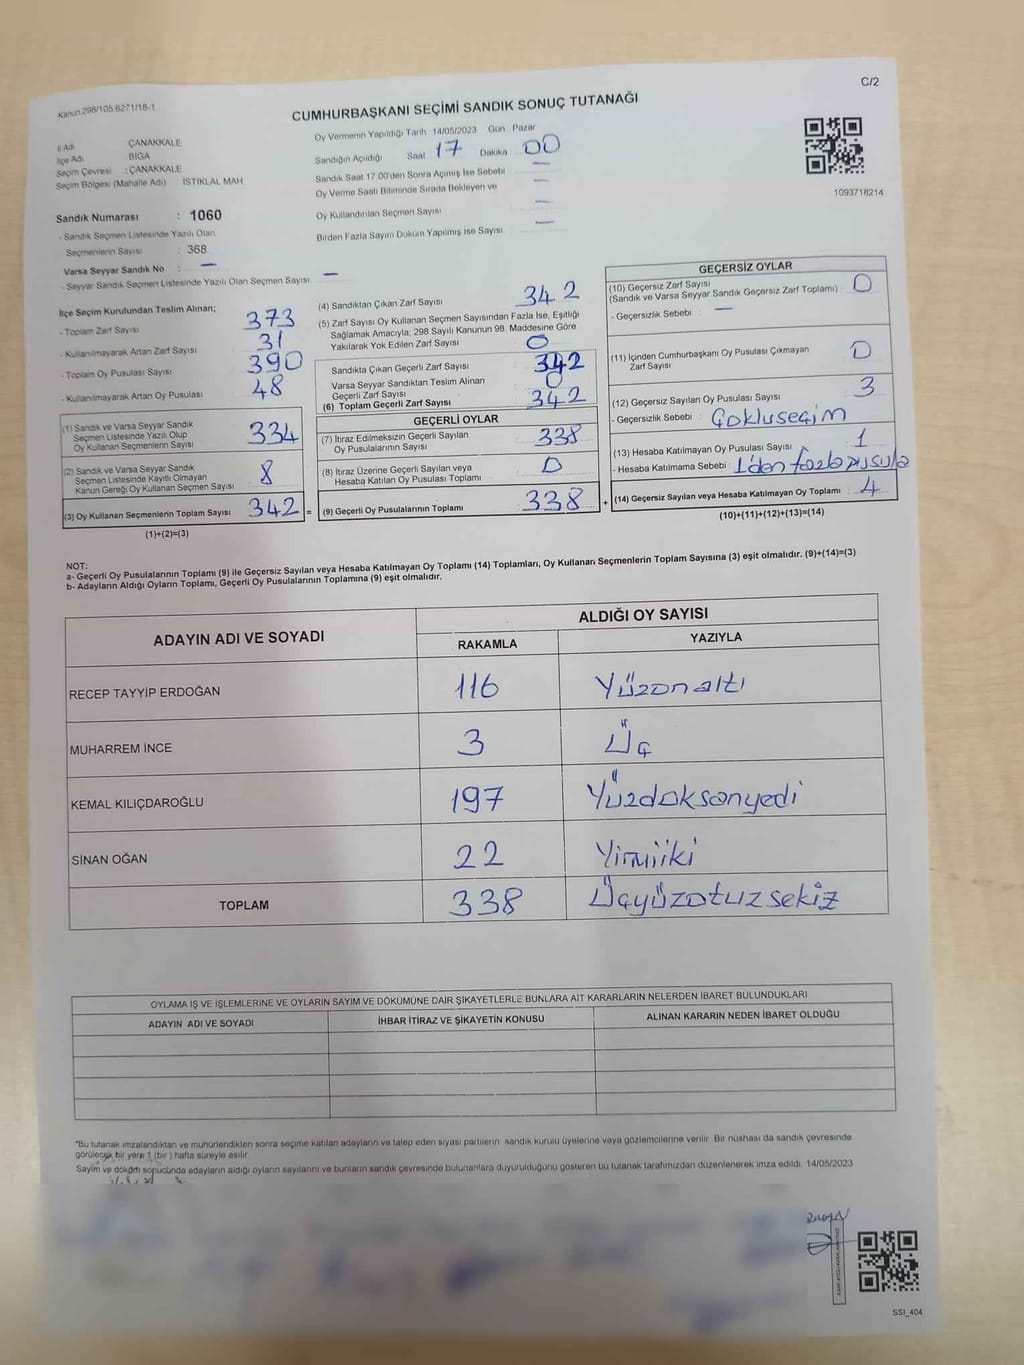 C/2
Kanun:298/105.6271/18-1
CUMHURBAŞKANI SEÇİMİ SANDIK SONUÇ TUTANAĞI
İl Adı ÇANAKKALE
İlçe Adı BİGA
Seçim Çevresi : ÇANAKKALE
Seçim Bölgesi (Mahalle Adı) : İSTİKLAL MAH
Sandık Numarası : 1060
- Sandık Seçmen Listesinde Yazılı Olan
Seçmenlerin Sayısı : 368
Varsa Seyyar Sandık No : —
- Seyyar Sandık Seçmen Listesinde Yazılı Olan Seçmen Sayısı —
Oy Vermenin Yapıldığı Tarih 14/05/2023 Gün Pazar
Sandığın Açıldığı Saat 17 Dakika 00
Sandık Saat 17.00'den Sonra Açımış İse Sebebi —
Oy Verme Saati Bitiminde Sırada Bekleyen ve —
Oy Kullandırılan Seçmen Sayısı —
Birden Fazla Sayım Döküm Yapılmış ise Sayısı —
1093718214
İlçe Seçim Kurulundan Teslim Alınan;
- Toplam Zarf Sayısı 373
- Kullanılmayarak Artan Zarf Sayısı 31
- Toplam Oy Pusulası Sayısı 390
- Kullanılmayarak Artan Oy Pusulası 48
(1) Sandık ve Varsa Seyyar Sandık
Seçmen Listesinde Yazılı Olup
Oy Kullanan Seçmenlerin Sayısı 334
(2) Sandık ve Varsa Seyyar Sandık
Seçmen Listesinde Kayıtlı Olmayan
Kanun Gereği Oy Kullanan Seçmen Sayısı 8
(3) Oy Kullanan Seçmenlerin Toplam Sayısı 342 =
(1)+(2)=(3)
(4) Sandıktan Çıkan Zarf Sayısı 342
(5) Zarf Sayısı Oy Kullanan Seçmen Sayısından Fazla İse, Eşitliği
Sağlamak Amacıyla; 298 Sayılı Kanunun 98. Maddesine Göre
Yakılarak Yok Edilen Zarf Sayısı 0
Sandıkta Çıkan Geçerli Zarf Sayısı 342
Varsa Seyyar Sandıktan Teslim Alınan
Geçerli Zarf Sayısı 0
(6) Toplam Geçerli Zarf Sayısı 342
GEÇERLİ OYLAR
(7) İtiraz Edilmeksizin Geçerli Sayılan
Oy Pusulalarının Sayısı 338
(8) İtiraz Üzerine Geçerli Sayılan veya
Hesaba Katılan Oy Pusulası Toplamı 0
(9) Geçerli Oy Pusulalarının Toplamı 338 +
GEÇERSİZ OYLAR
(10) Geçersiz Zarf Sayısı
(Sandık ve Varsa Seyyar Sandık Geçersiz Zarf Toplamı) 0
- Geçersizlik Sebebi : —
(11) İçinden Cumhurbaşkanı Oy Pusulası Çıkmayan
Zarf Sayısı 0
(12) Geçersiz Sayılan Oy Pusulası Sayısı 3
- Geçersizlik Sebebi : Çokluseçim
(13) Hesaba Katılmayan Oy Pusulası Sayısı 1
- Hesaba Katılmama Sebebi 1'den fazla pusula
(14) Geçersiz Sayılan veya Hesaba Katılmayan Oy Toplamı : 4
(10)+(11)+(12)+(13)=(14)
NOT:
a- Geçerli Oy Pusulalarının Toplamı (9) ile Geçersiz Sayılan veya Hesaba Katılmayan Oy Toplamı (14) Toplamları, Oy Kullanan Seçmenlerin Toplam Sayısına (3) eşit olmalıdır. (9)+(14)=(3)
b- Adayların Aldığı Oyların Toplamı, Geçerli Oy Pusulalarının Toplamına (9) eşit olmalıdır.
ADAYIN ADI VE SOYADI ALDIĞI OY SAYISI
RAKAMLA YAZIYLA
RECEP TAYYİP ERDOĞAN 116 Yüzonaltı
MUHARREM İNCE 3 Üç
KEMAL KILIÇDAROĞLU 197 Yüzdoksanyedi
SİNAN OĞAN 22 Yirmiiki
TOPLAM 338 Üçyüzotuzsekiz
OYLAMA İŞ VE İŞLEMLERİNE VE OYLARIN SAYIM VE DÖKÜMÜNE DAİR ŞİKAYETLERLE BUNLARA AİT KARARLARIN NELERDEN İBARET BULUNDUKLARI
ADAYIN ADI VE SOYADI İHBAR İTİRAZ VE ŞİKAYETİN KONUSU ALINAN KARARIN NEDEN İBARET OLDUĞU
"Bu tutanak imzalandıktan ve mühürlendikten sonra seçime katılan adayların ve talep eden siyasi partilerin sandık kurulu üyelerine veya gözlemcilerine verilir. Bir nüshası da sandık çevresinde
görülecek bir yere 1 (bir ) hafta süreyle asılır.
Sayım ve döküm sonucunda adayların aldığı oyların sayılarını ve bunların sandık çevresinde bulunanlara duyurulduğunu gösteren bu tutanak tarafımızdan düzenlenerek imza edildi. 14/05/2023
SSI_404